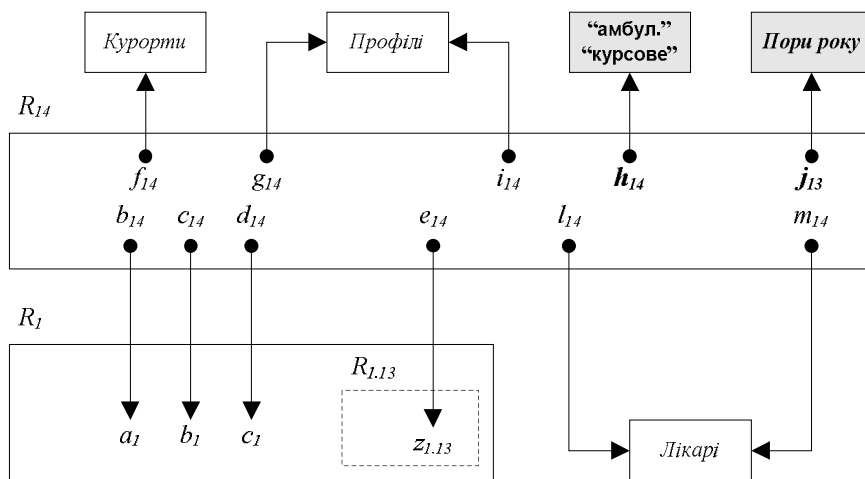 Курорти
Профілі
“амбул.”
“курсове”
Пори року
R14
f14
g14
i14
h14
j13
b14
c14
d14
e14
l14
m14
R1
R1.13
a1
b1
c1
z1.13
Лікарі